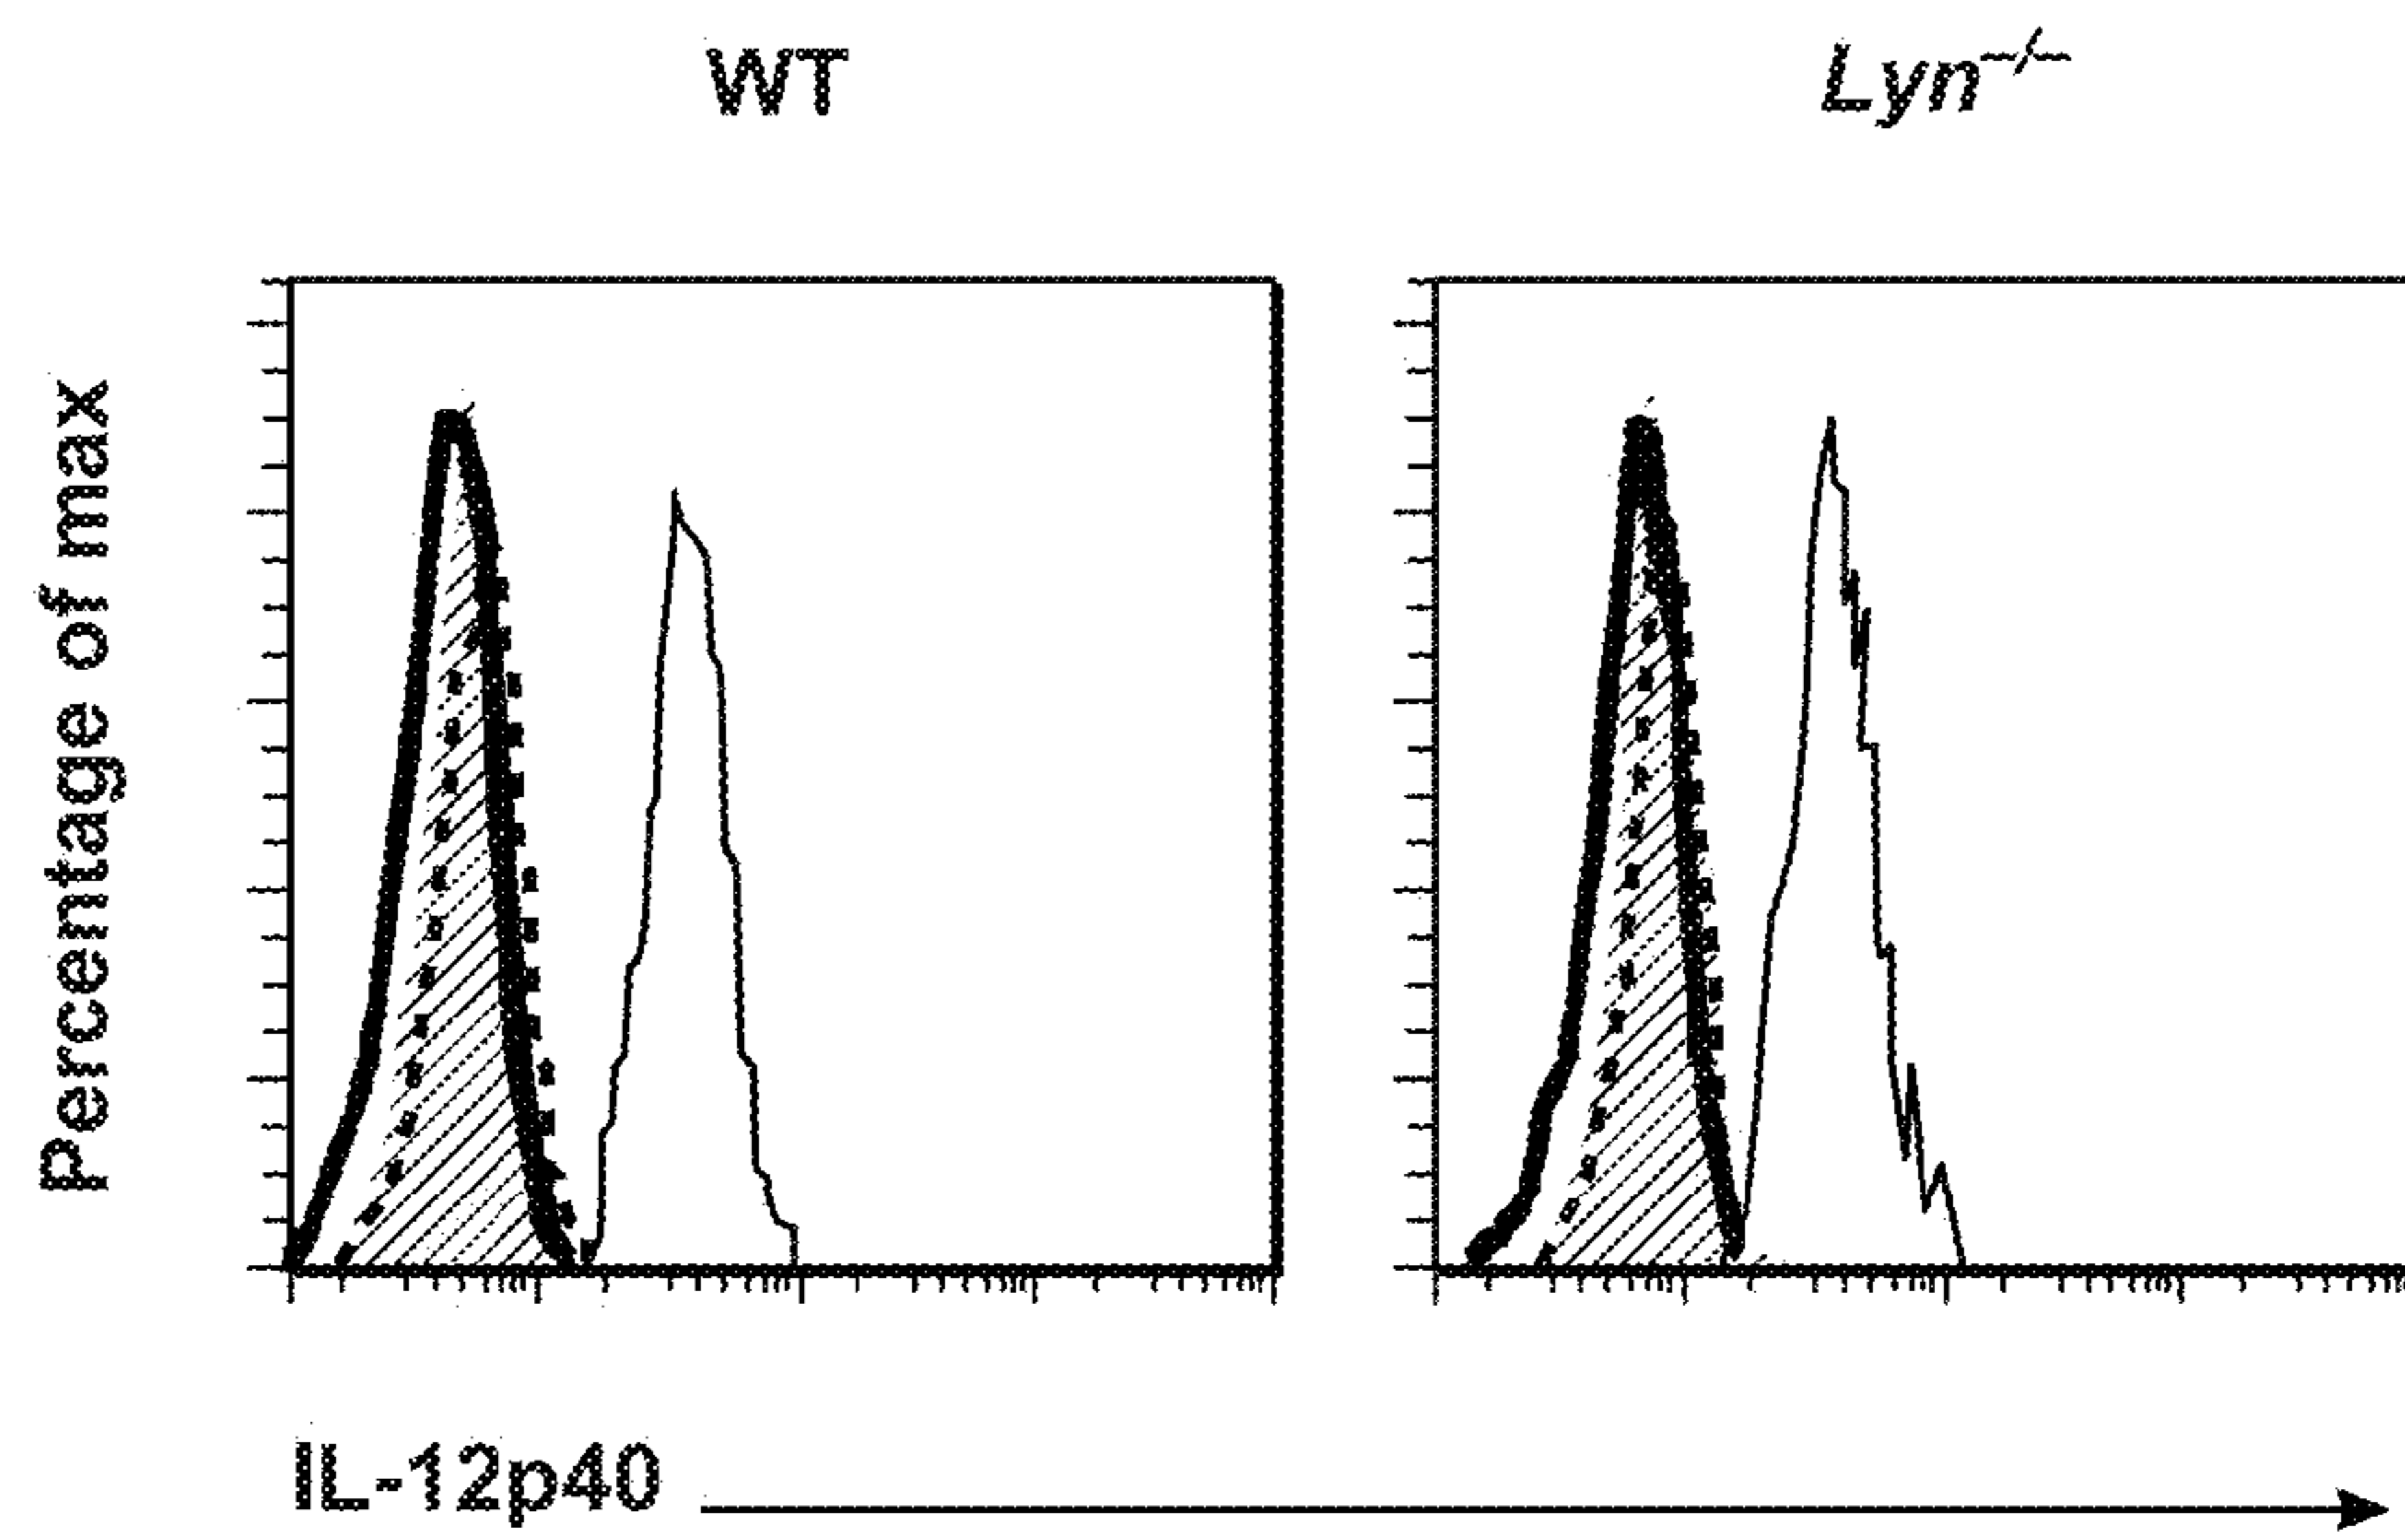 WT
Lyn−/−
Percentage of max
IL-12p40